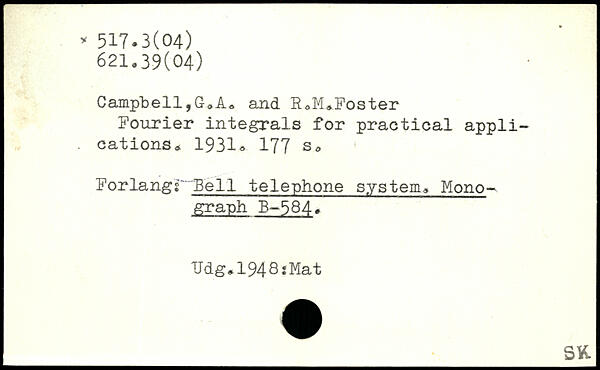 × 517.3(04)
621.39(04)
Campbell,G.A. and R.M.Foster
Fourier integrals for practical appli-
cations. 1931. 177 s.
Forlang: Bell telephone system. Mono-
graph B-584.
Udg.1948:Mat
SK